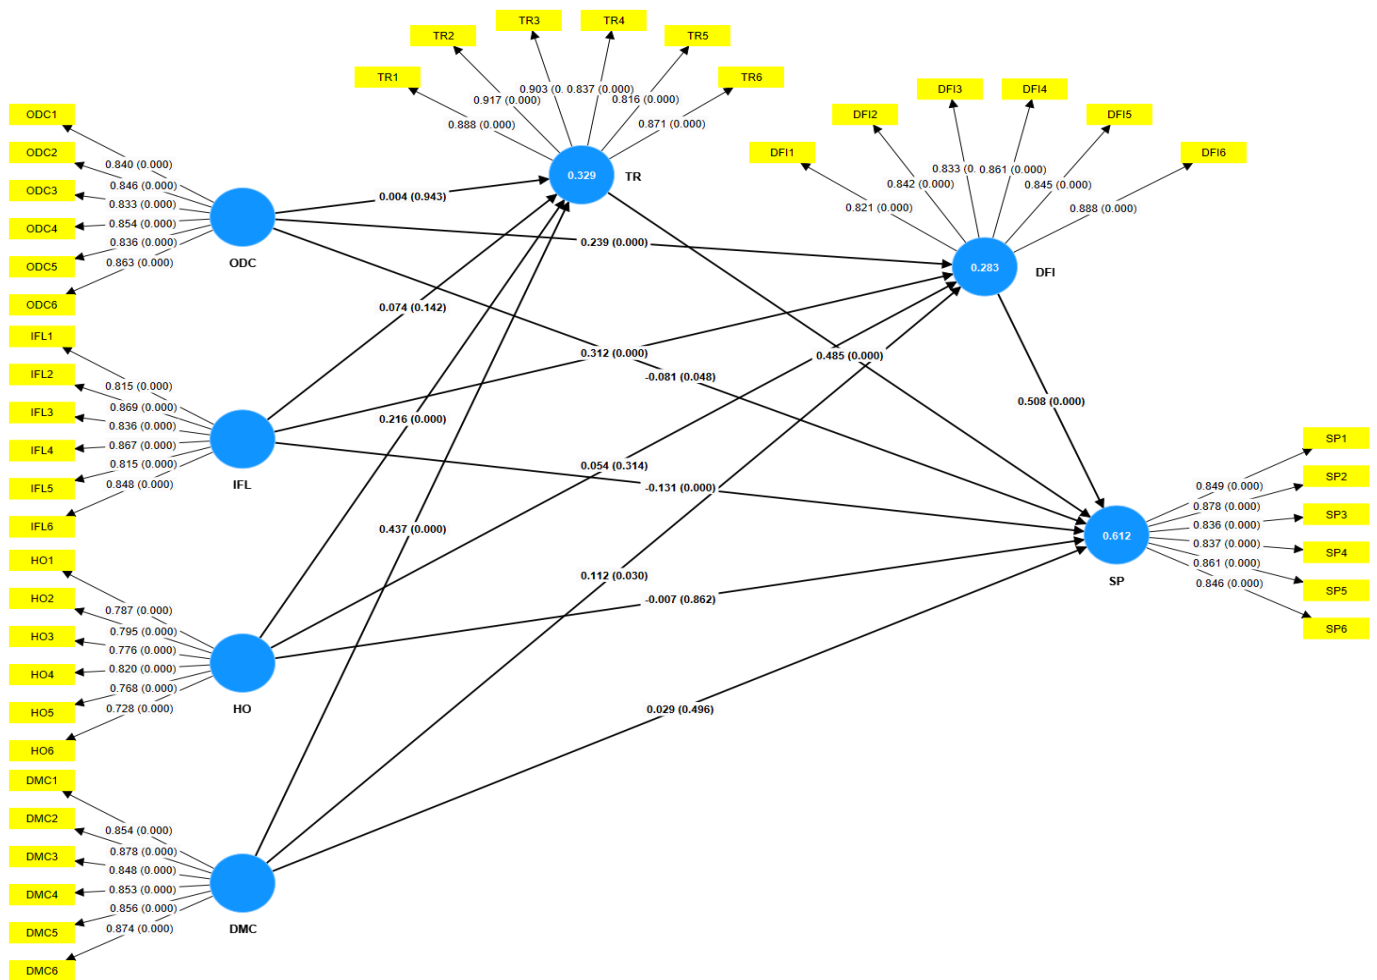 TR1
TR2
TR3
TR4
TR5
TR6
0.888 (0.000)
0.917 (0.000)
0.903 (0.
0.837 (0.000)
0.816 (0.000)
0.871 (0.000)
0.329
TR
DFI1
DFI2
DFI3
DFI4
DFI5
DFI6
0.821 (0.000)
0.842 (0.000)
0.833 (0.
0.861 (0.000)
0.845 (0.000)
0.888 (0.000)
0.283
DFI
ODC1
ODC2
ODC3
ODC4
ODC5
ODC6
0.840 (0.000)
0.846 (0.000)
0.833 (0.000)
0.854 (0.000)
0.836 (0.000)
0.863 (0.000)
ODC
IFL1
IFL2
IFL3
IFL4
IFL5
IFL6
0.815 (0.000)
0.869 (0.000)
0.836 (0.000)
0.867 (0.000)
0.815 (0.000)
0.848 (0.000)
IFL
HO1
HO2
HO3
HO4
HO5
HO6
0.787 (0.000)
0.795 (0.000)
0.776 (0.000)
0.820 (0.000)
0.768 (0.000)
0.728 (0.000)
HO
DMC1
DMC2
DMC3
DMC4
DMC5
DMC6
0.854 (0.000)
0.878 (0.000)
0.848 (0.000)
0.853 (0.000)
0.856 (0.000)
0.874 (0.000)
DMC
0.004 (0.943)
0.239 (0.000)
0.074 (0.142)
0.312 (0.000)
-0.081 (0.048)
0.485 (0.000)
0.508 (0.000)
0.216 (0.000)
0.054 (0.314)
-0.131 (0.000)
0.437 (0.000)
0.112 (0.030)
-0.007 (0.862)
0.029 (0.496)
SP1
SP2
SP3
SP4
SP5
SP6
0.849 (0.000)
0.878 (0.000)
0.836 (0.000)
0.837 (0.000)
0.861 (0.000)
0.846 (0.000)
0.612
SP